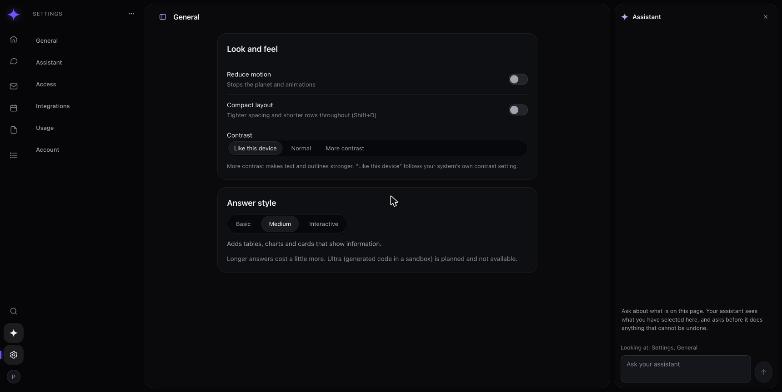 SETTINGS
General
Assistant
Access
Integrations
Usage
Account
P
General
Look and feel
Reduce motion
Stops the planet and animations
Compact layout
Tighter spacing and shorter rows throughout (Shift+D)
Contrast
Like this device Normal More contrast
More contrast makes text and outlines stronger. "Like this device" follows your system's own contrast setting.
Answer style
Basic Medium Interactive
Adds tables, charts and cards that show information.
Longer answers cost a little more. Ultra (generated code in a sandbox) is planned and not available.
Assistant
Ask about what is on this page. Your assistant sees
what you have selected here, and asks before it does
anything that cannot be undone.
Looking at: Settings, General
Ask your assistant